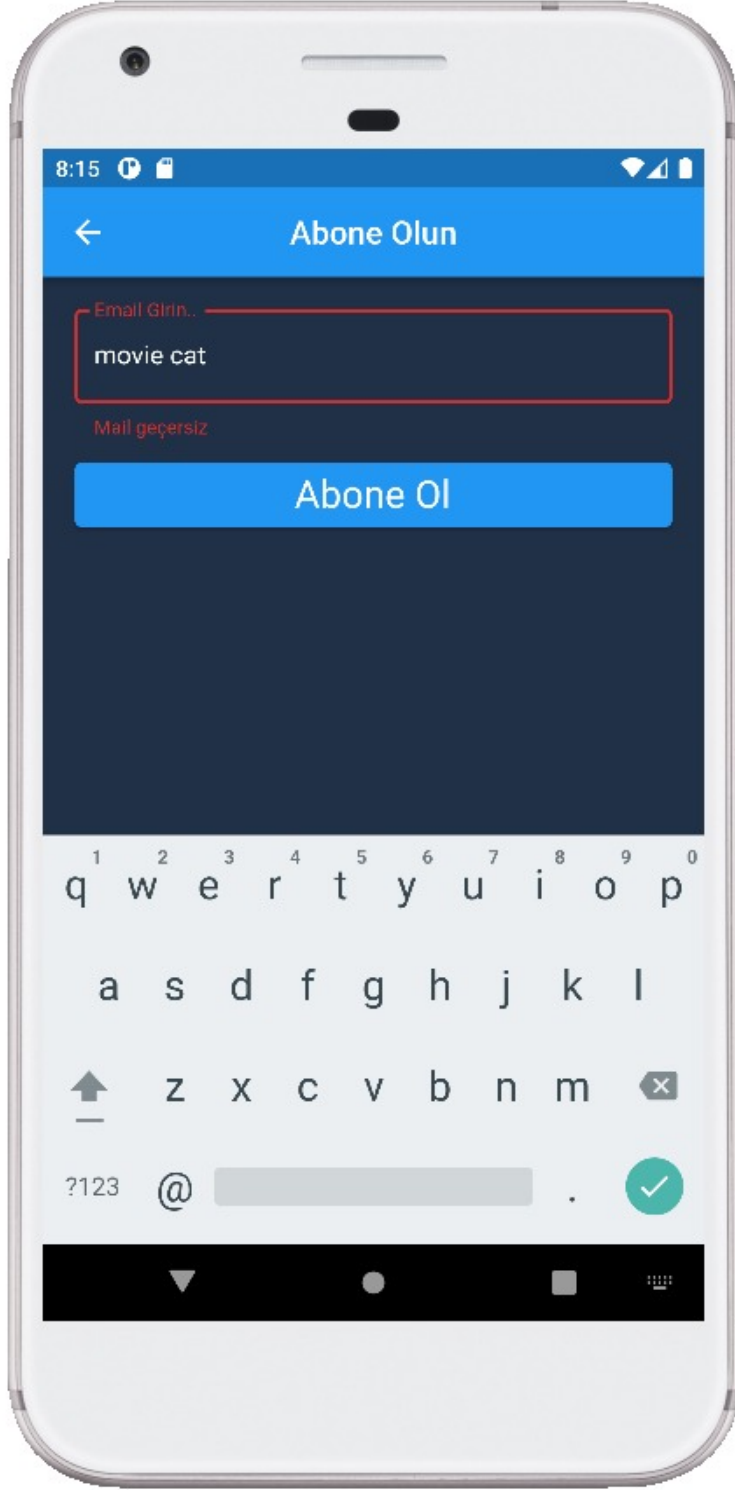 8:15
Abone Olun
Email Girin..
movie cat
Mail geçersiz
Abone Ol
1 2 3 4 5 6 7 8 9 0
q w e r t y u i o p
a s d f g h j k l
z x c v b n m
?123 @ .